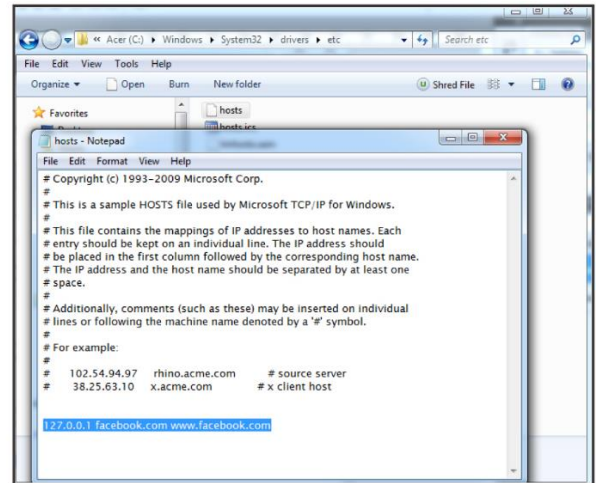 « Acer (C:) ▸ Windows ▸ System32 ▸ drivers ▸ etc
Search etc
File Edit View Tools Help
Organize Open Burn New folder Shred File
Favorites
hosts
hosts.ics
hosts - Notepad
File Edit Format View Help
# Copyright (c) 1993-2009 Microsoft Corp.
#
# This is a sample HOSTS file used by Microsoft TCP/IP for Windows.
#
# This file contains the mappings of IP addresses to host names. Each
# entry should be kept on an individual line. The IP address should
# be placed in the first column followed by the corresponding host name.
# The IP address and the host name should be separated by at least one
# space.
#
# Additionally, comments (such as these) may be inserted on individual
# lines or following the machine name denoted by a '#' symbol.
#
# For example:
#
# 102.54.94.97 rhino.acme.com # source server
# 38.25.63.10 x.acme.com # x client host
127.0.0.1 facebook.com www.facebook.com